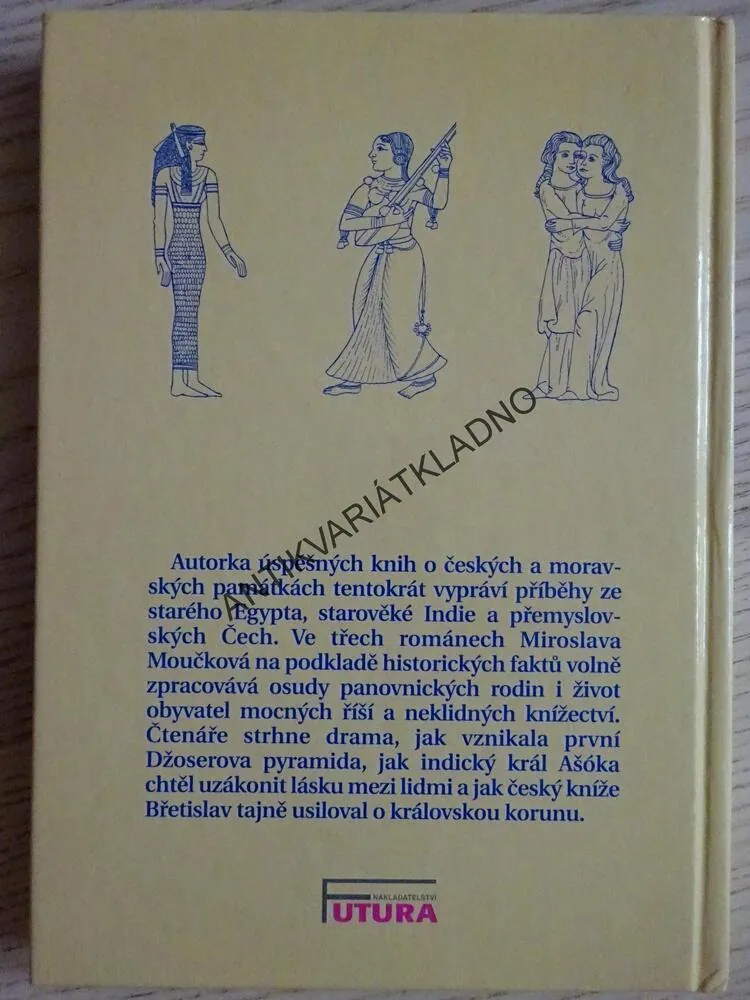 ANTIKVARIÁTKLADNO
Autorka úspěšných knih o českých a morav-
ských památkách tentokrát vypráví příběhy ze
starého Egypta, starověké Indie a přemyslov-
ských Čech. Ve třech románech Miroslava
Moučková na podkladě historických faktů volně
zpracovává osudy panovnických rodin i život
obyvatel mocných říší a neklidných knížectví.
Čtenáře strhne drama, jak vznikala první
Džoserova pyramida, jak indický král Ašóka
chtěl uzákonit lásku mezi lidmi a jak český kníže
Břetislav tajně usiloval o královskou korunu.
NAKLADATELSTVÍ
FUTURA